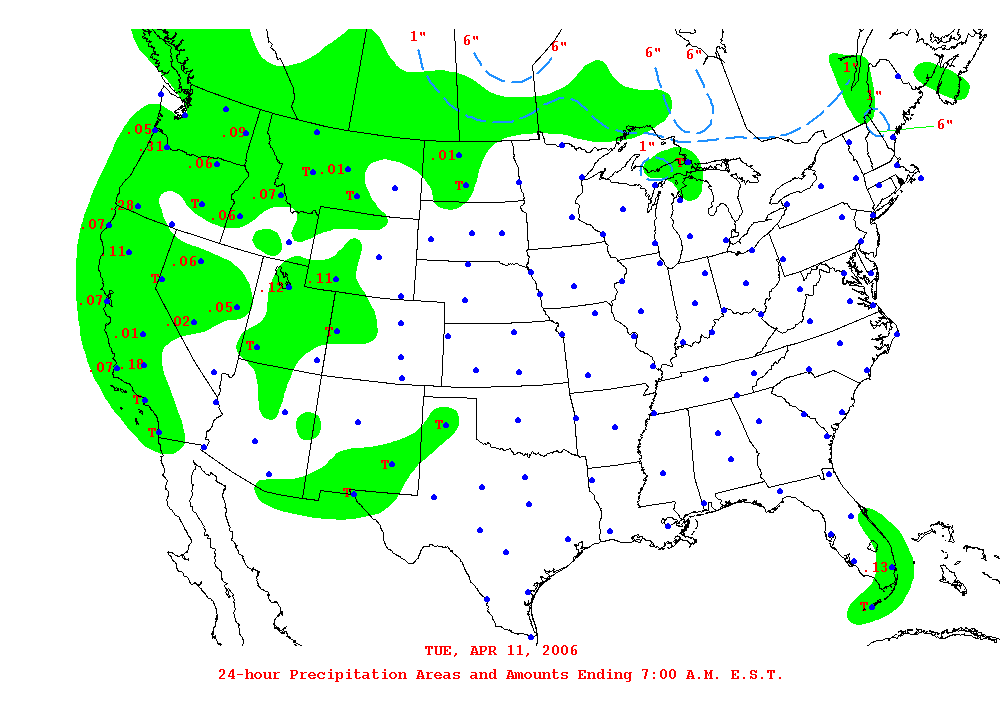 1" 6" 6" 6" 6" 1"
1"
6"
.05 .09
.31 1"
.06 T .01 .01 T
T
.07 T
.28 T .06
.07
.11
.06
T .11
.12
.07 .05
.02
.01 T
T
.07 .18
T
T
T
T
T
.13
T
TUE, APR 11, 2006
24-hour Precipitation Areas and Amounts Ending 7:00 A.M. E.S.T.